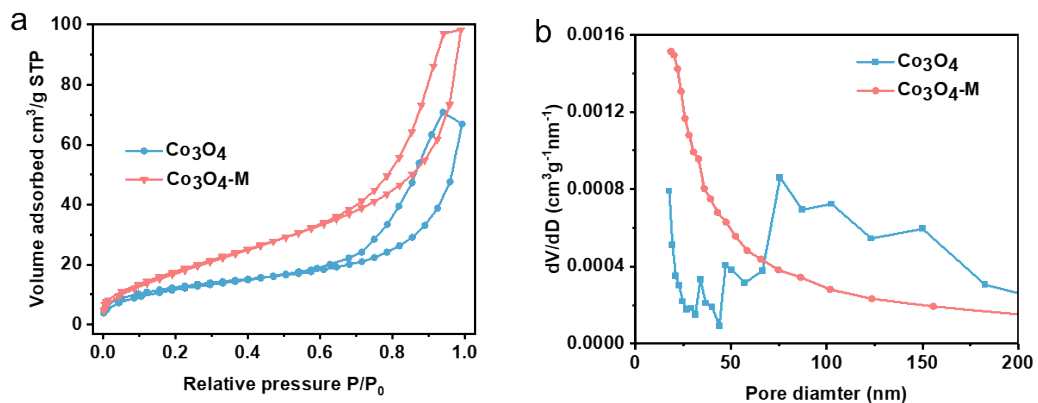 a
Volume adsorbed cm³/g STP
100
80
60
40
20
0
Co₃O₄
Co₃O₄-M
0.0 0.2 0.4 0.6 0.8 1.0
Relative pressure P/P₀
b
dV/dD (cm³g⁻¹nm⁻¹)
0.0016
0.0012
0.0008
0.0004
0.0000
Co₃O₄
Co₃O₄-M
0 50 100 150 200
Pore diamter (nm)